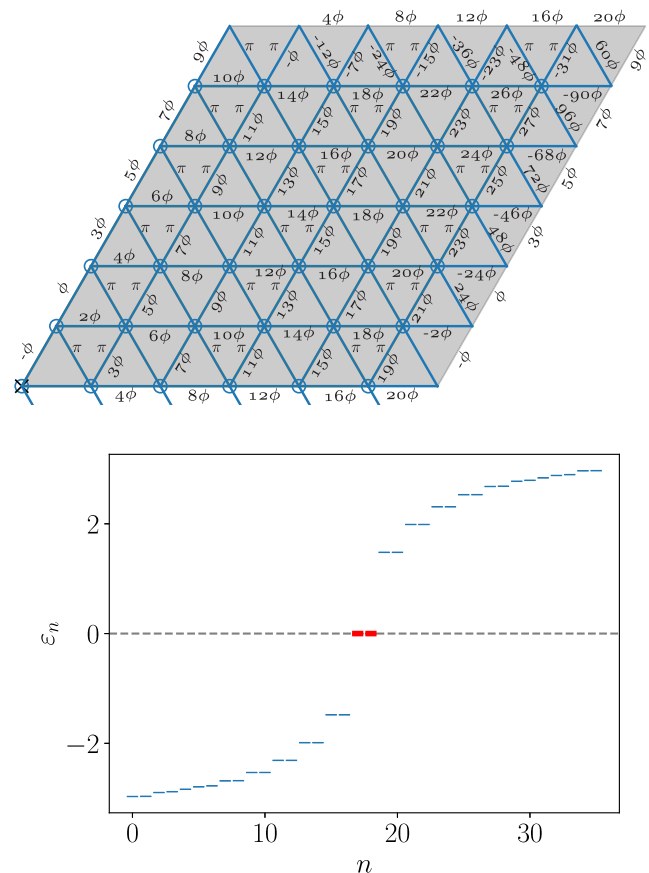 4ϕ 8ϕ 12ϕ 16ϕ 20ϕ
9ϕ π π -ϕ -12ϕ -7ϕ -24ϕ π π -15ϕ -36ϕ -23ϕ -48ϕ π π -31ϕ 60ϕ 9ϕ
10ϕ 14ϕ 18ϕ 22ϕ 26ϕ -90ϕ
7ϕ π π 11ϕ 15ϕ π π 19ϕ 23ϕ π π 27ϕ 96ϕ 7ϕ
8ϕ 12ϕ 16ϕ 20ϕ 24ϕ -68ϕ
5ϕ π π 9ϕ 13ϕ π π 17ϕ 21ϕ π π 25ϕ 72ϕ 5ϕ
6ϕ 10ϕ 14ϕ 18ϕ 22ϕ -46ϕ
3ϕ π π 7ϕ 11ϕ π π 15ϕ 19ϕ π π 23ϕ 48ϕ 3ϕ
4ϕ 8ϕ 12ϕ 16ϕ 20ϕ -24ϕ
ϕ π π 5ϕ 9ϕ π π 13ϕ 17ϕ π π 21ϕ 24ϕ ϕ
2ϕ 6ϕ 10ϕ 14ϕ 18ϕ -2ϕ
-ϕ π π 3ϕ 7ϕ π π 11ϕ 15ϕ π π 19ϕ -ϕ
4ϕ 8ϕ 12ϕ 16ϕ 20ϕ
2
0
−2
εn
0 10 20 30
n